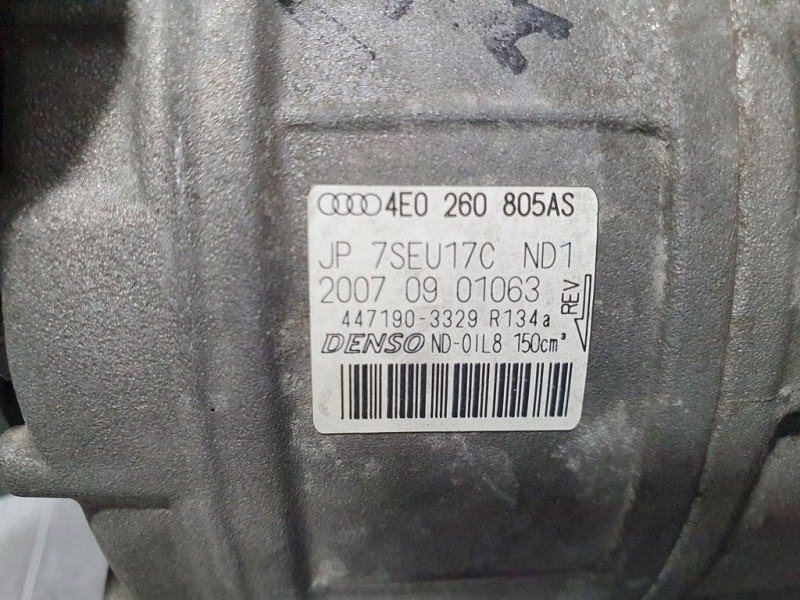 4E0 260 805AS
JP 7SEU17C ND1
2007 09 01063
REV
447190-3329 R134a
DENSO ND-OIL8 150cm³